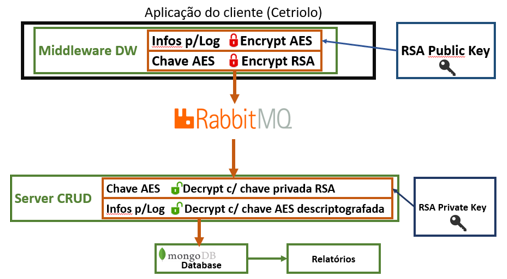 Aplicação do cliente (Cetriolo)
Middleware DW
Infos p/Log Encrypt AES
Chave AES Encrypt RSA
RSA Public Key
RabbitMQ
Server CRUD
Chave AES Decrypt c/ chave privada RSA
Infos p/Log Decrypt c/ chave AES descriptografada
RSA Private Key
mongoDB
Database
Relatórios